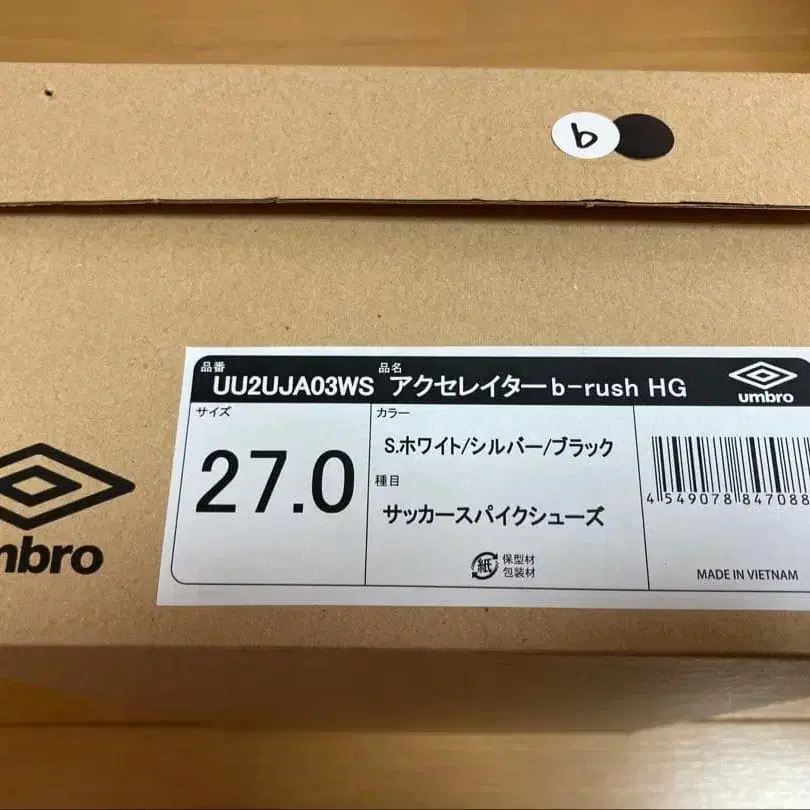 b
品番 UU2UJA03WS 品名 アクセレイターb-rush HG
umbro
サイズ
27.0
カラー
S.ホワイト/シルバー/ブラック
種目
サッカースパイクシューズ
紙 保型材
包装材
4 549078 847088
MADE IN VIETNAM
mbro